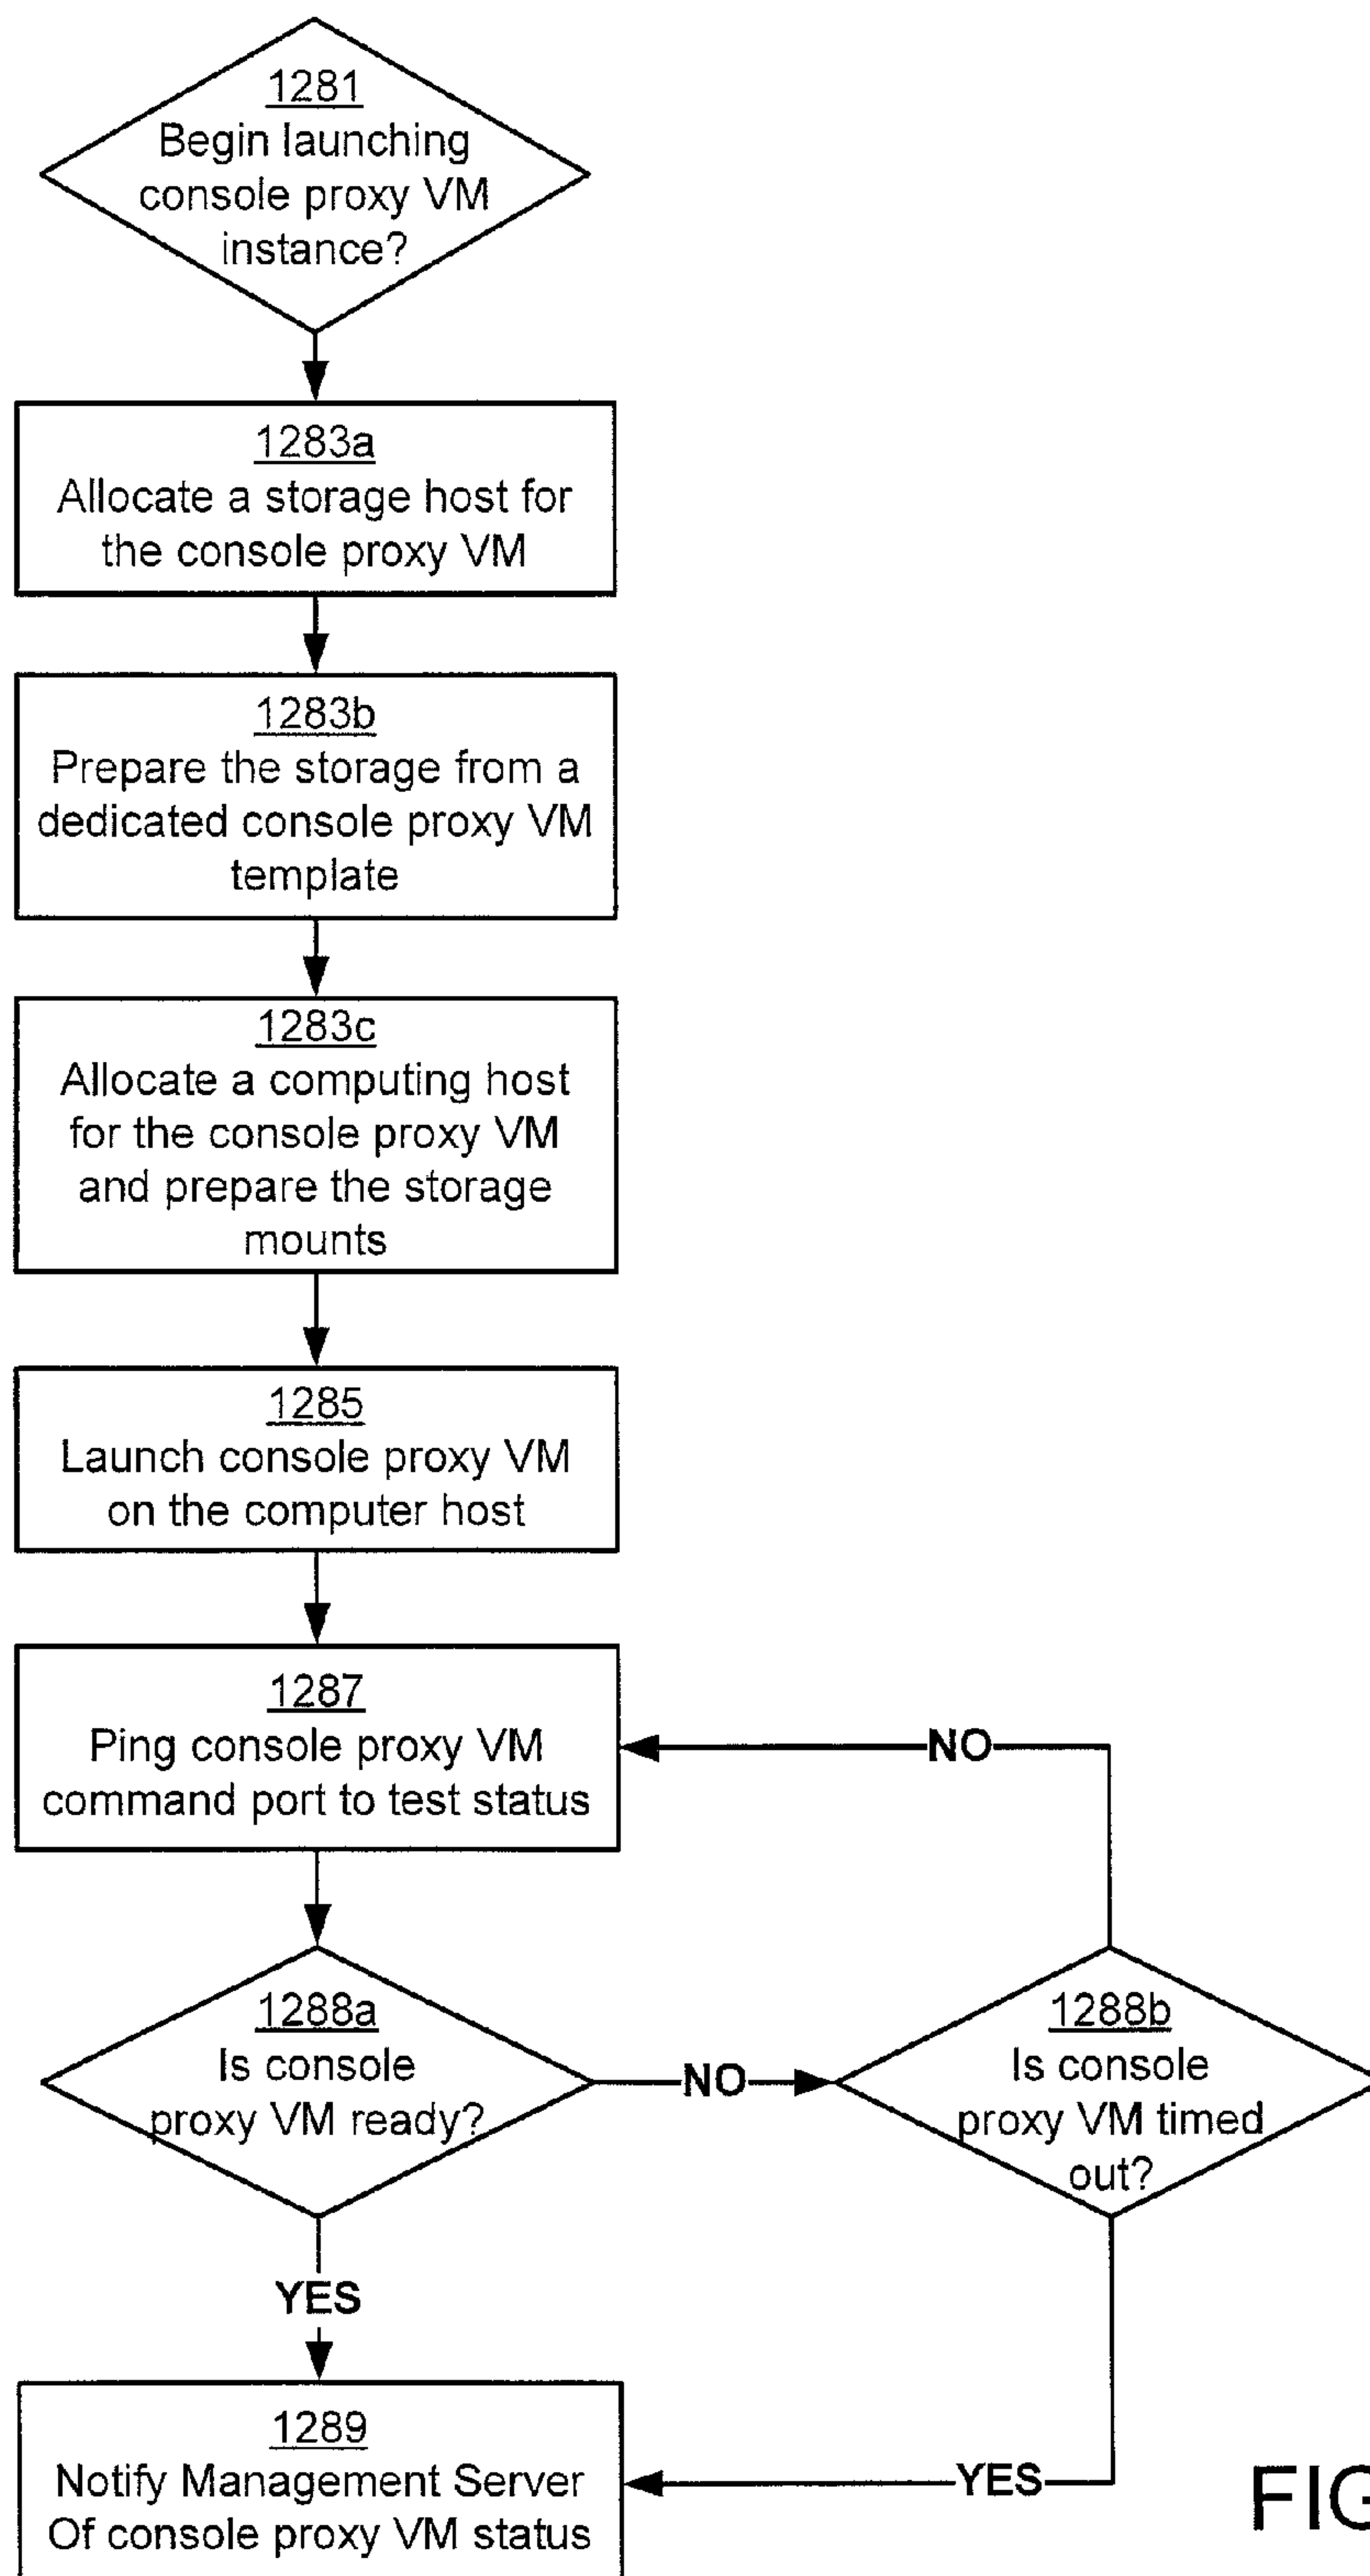 1281
Begin launching
console proxy VM
instance?
1283a
Allocate a storage host for
the console proxy VM
1283b
Prepare the storage from a
dedicated console proxy VM
template
1283c
Allocate a computing host
for the console proxy VM
and prepare the storage
mounts
1285
Launch console proxy VM
on the computer host
1287
Ping console proxy VM
command port to test status
NO
1288a
Is console
proxy VM ready?
NO
1288b
Is console
proxy VM timed
out?
YES
1289
Notify Management Server
Of console proxy VM status
YES
FIG